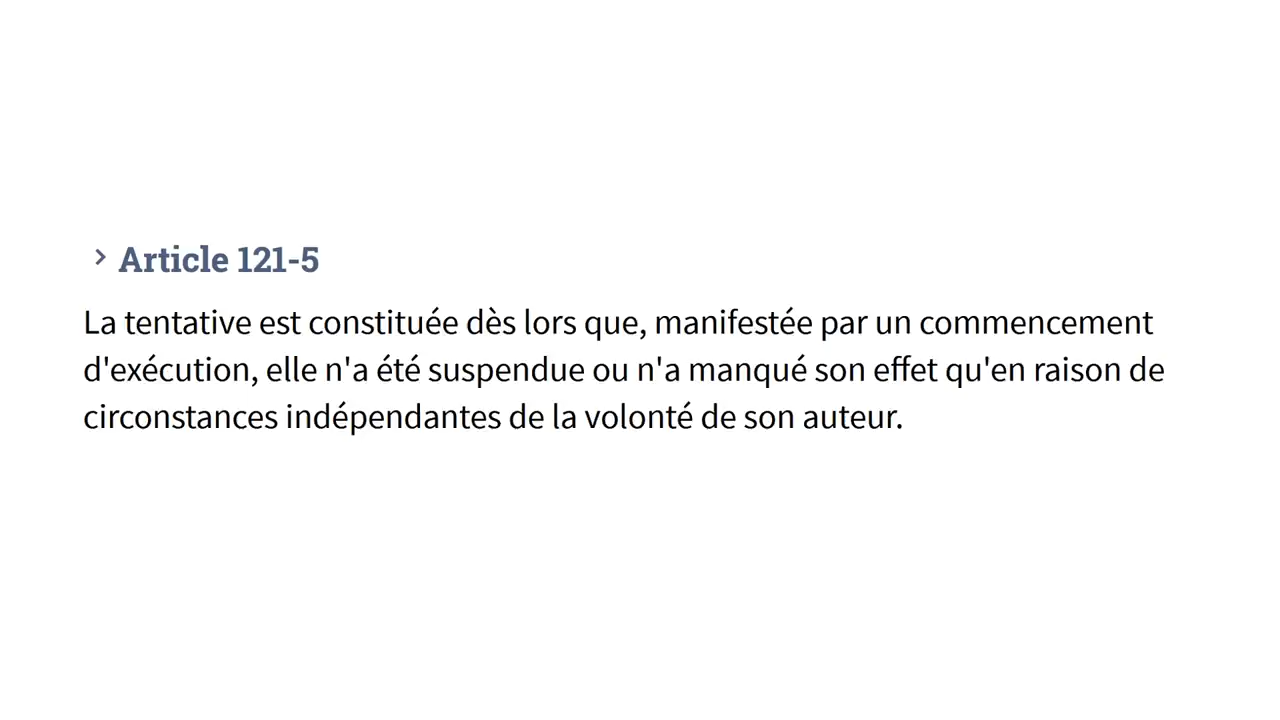 Article 121-5
La tentative est constituée dès lors que, manifestée par un commencement
d'exécution, elle n'a été suspendue ou n'a manqué son effet qu'en raison de
circonstances indépendantes de la volonté de son auteur.